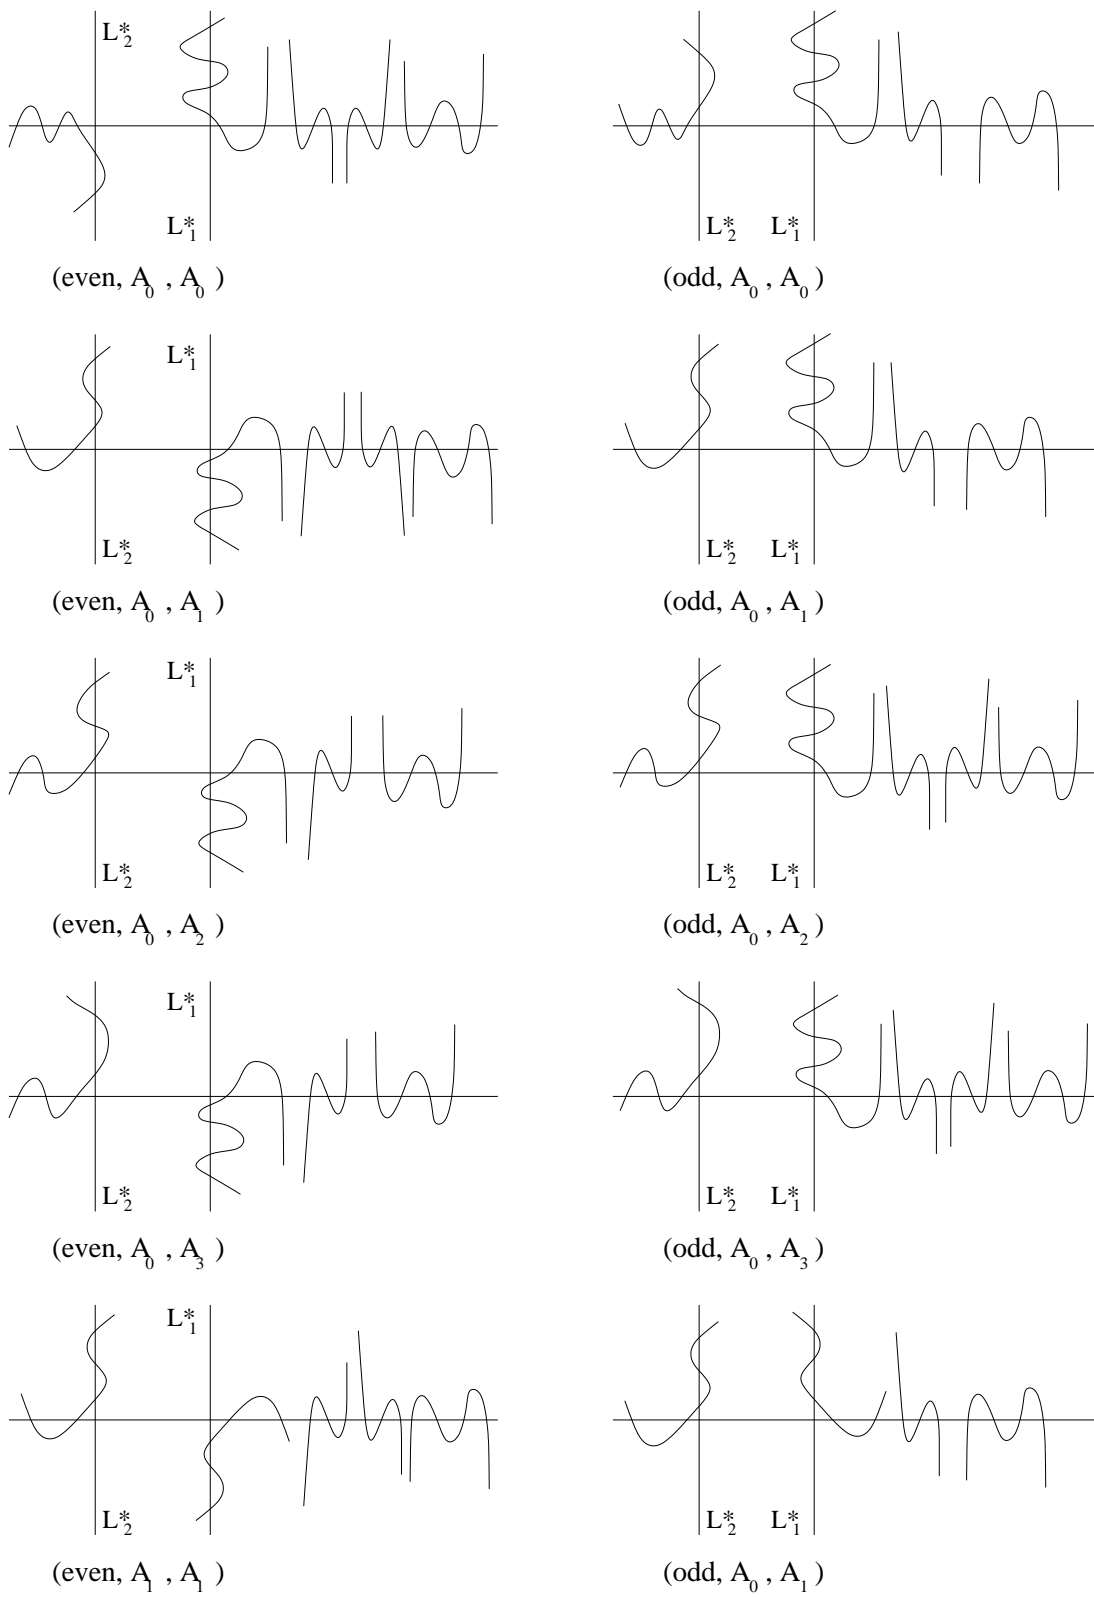 L*2 L*1
L*1 L*2 L*1
(even, A0 , A0 ) (odd, A0 , A0 )
L*1
L*2 L*2 L*1
(even, A0 , A1 ) (odd, A0 , A1 )
L*1
L*2 L*2 L*1
(even, A0 , A2 ) (odd, A0 , A2 )
L*1
L*2 L*2 L*1
(even, A0 , A3 ) (odd, A0 , A3 )
L*1
L*2 L*2 L*1
(even, A1 , A1 ) (odd, A0 , A1 )